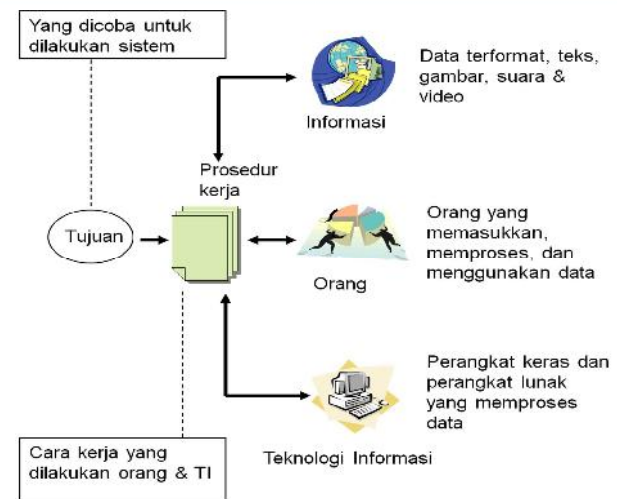 Yang dicoba untuk
dilakukan sistem
Data terformat, teks,
gambar, suara &
video
Informasi
Prosedur
kerja
Tujuan
Orang yang
memasukkan,
memproses, dan
menggunakan data
Orang
Perangkat keras dan
perangkat lunak
yang memproses
data
Teknologi Informasi
Cara kerja yang
dilakukan orang & TI